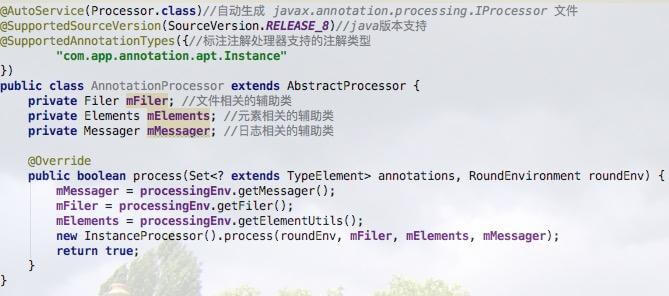 @AutoService(Processor.class)//自动生成 javax.annotation.processing.IProcessor 文件
@SupportedSourceVersion(SourceVersion.RELEASE_8)//java版本支持
@SupportedAnnotationTypes({//标注注解处理器支持的注解类型
        "com.app.annotation.apt.Instance"
})
public class AnnotationProcessor extends AbstractProcessor {
    private Filer mFiler; //文件相关的辅助类
    private Elements mElements; //元素相关的辅助类
    private Messager mMessager; //日志相关的辅助类
    @Override
    public boolean process(Set<? extends TypeElement> annotations, RoundEnvironment roundEnv) {
        mMessager = processingEnv.getMessager();
        mFiler = processingEnv.getFiler();
        mElements = processingEnv.getElementUtils();
        new InstanceProcessor().process(roundEnv, mFiler, mElements, mMessager);
        return true;
    }
}